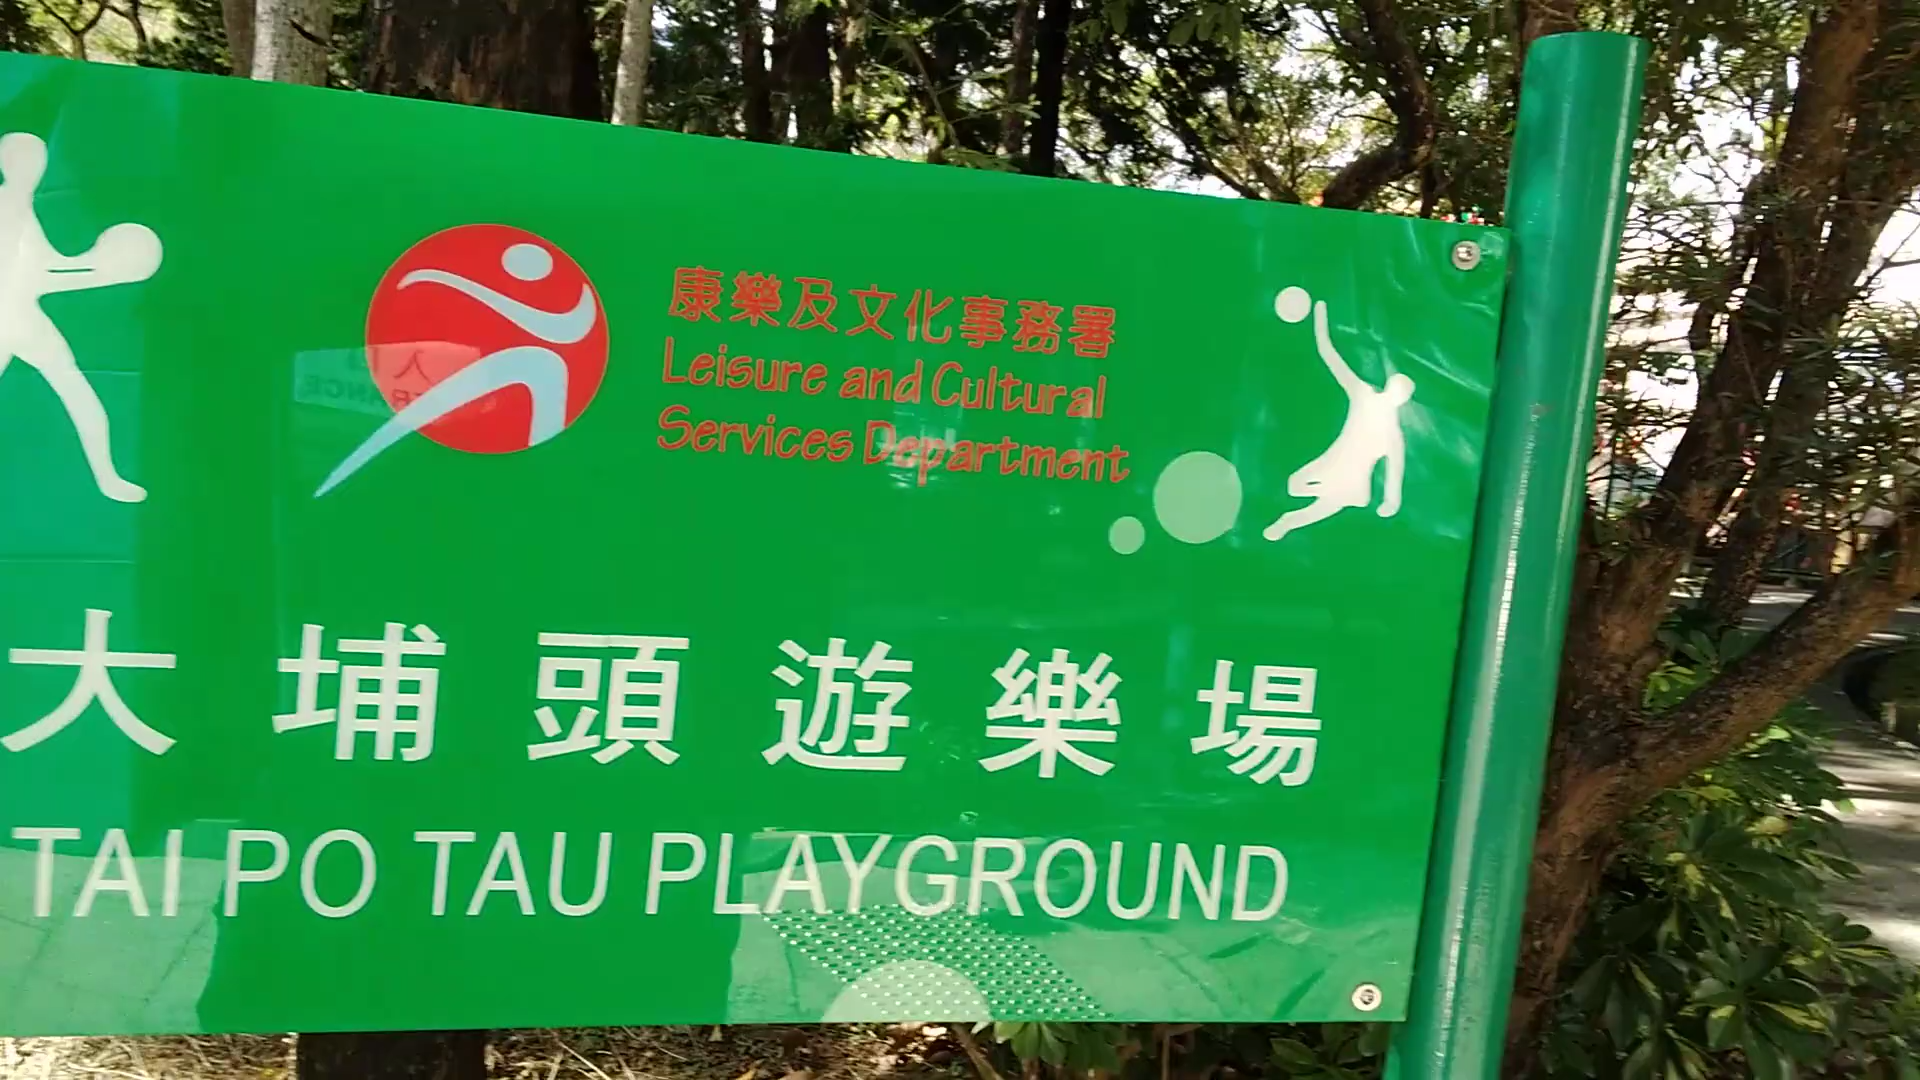 康樂及文化事務署
Leisure and Cultural
Services Department
大埔頭遊樂場
TAI PO TAU PLAYGROUND